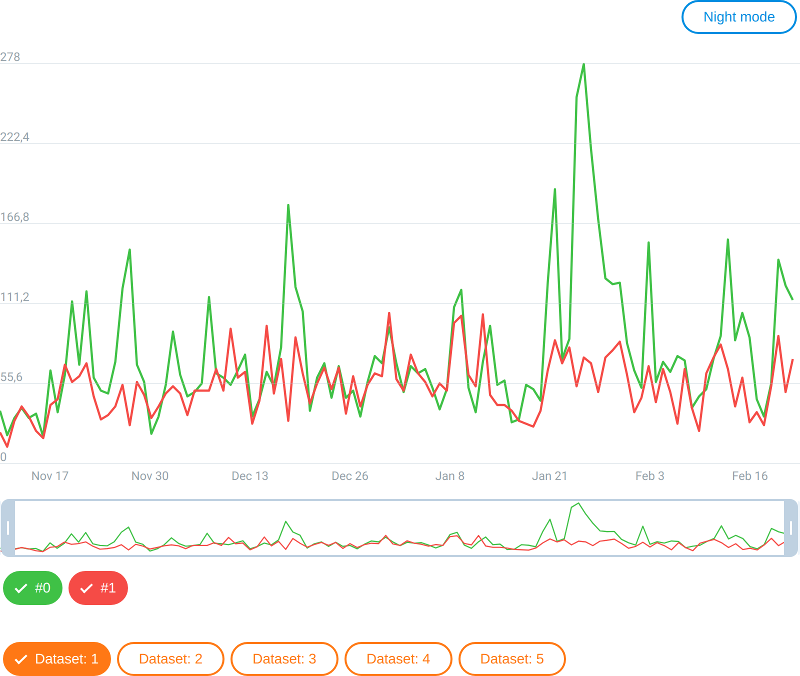 Night mode
278
222,4
166,8
111,2
55,6
0
Nov 17 Nov 30 Dec 13 Dec 26 Jan 8 Jan 21 Feb 3 Feb 16
#0 #1
Dataset: 1 Dataset: 2 Dataset: 3 Dataset: 4 Dataset: 5